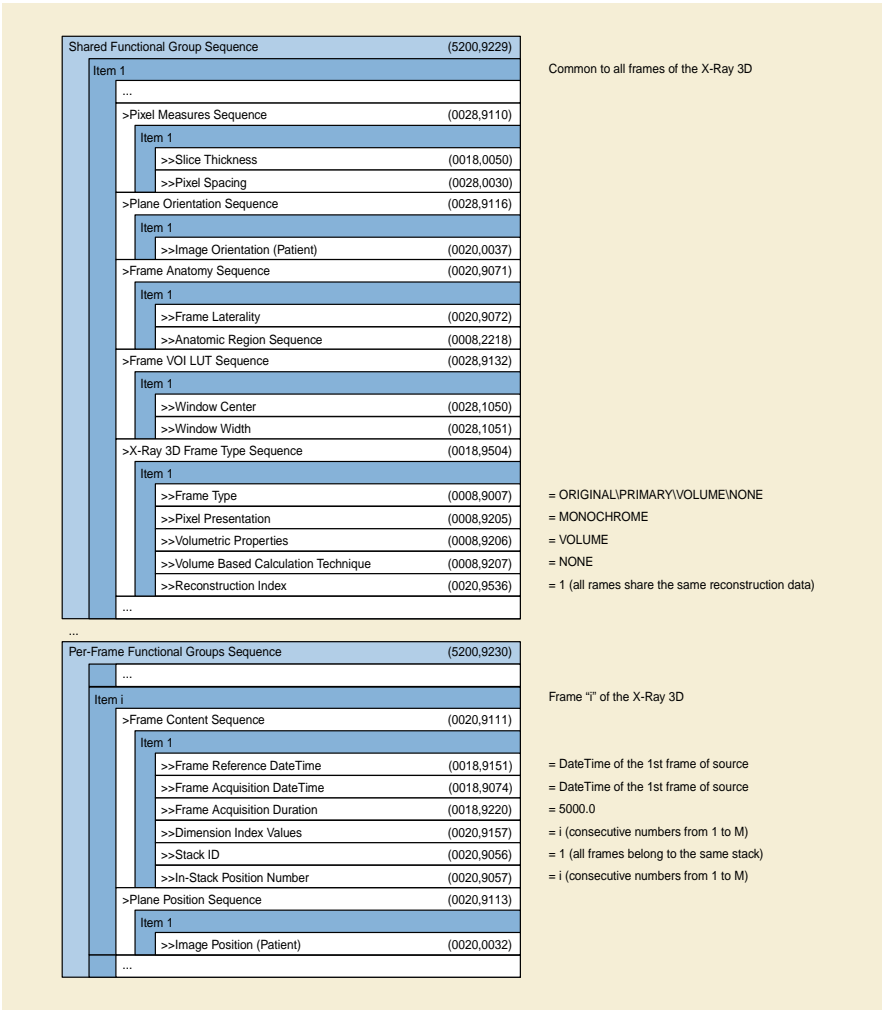 Shared Functional Group Sequence (5200,9229)
Item 1 Common to all frames of the X-Ray 3D
...
>Pixel Measures Sequence (0028,9110)
Item 1
>>Slice Thickness (0018,0050)
>>Pixel Spacing (0028,0030)
>Plane Orientation Sequence (0028,9116)
Item 1
>>Image Orientation (Patient) (0020,0037)
>Frame Anatomy Sequence (0020,9071)
Item 1
>>Frame Laterality (0020,9072)
>>Anatomic Region Sequence (0008,2218)
>Frame VOI LUT Sequence (0028,9132)
Item 1
>>Window Center (0028,1050)
>>Window Width (0028,1051)
>X-Ray 3D Frame Type Sequence (0018,9504)
Item 1
>>Frame Type (0008,9007) = ORIGINAL\PRIMARY\VOLUME\NONE
>>Pixel Presentation (0008,9205) = MONOCHROME
>>Volumetric Properties (0008,9206) = VOLUME
>>Volume Based Calculation Technique (0008,9207) = NONE
>>Reconstruction Index (0020,9536) = 1 (all rames share the same reconstruction data)
...
...
Per-Frame Functional Groups Sequence (5200,9230)
...
Item i Frame “i” of the X-Ray 3D
>Frame Content Sequence (0020,9111)
Item 1
>>Frame Reference DateTime (0018,9151) = DateTime of the 1st frame of source
>>Frame Acquisition DateTime (0018,9074) = DateTime of the 1st frame of source
>>Frame Acquisition Duration (0018,9220) = 5000.0
>>Dimension Index Values (0020,9157) = i (consecutive numbers from 1 to M)
>>Stack ID (0020,9056) = 1 (all frames belong to the same stack)
>>In-Stack Position Number (0020,9057) = i (consecutive numbers from 1 to M)
>Plane Position Sequence (0020,9113)
Item 1
>>Image Position (Patient) (0020,0032)
...